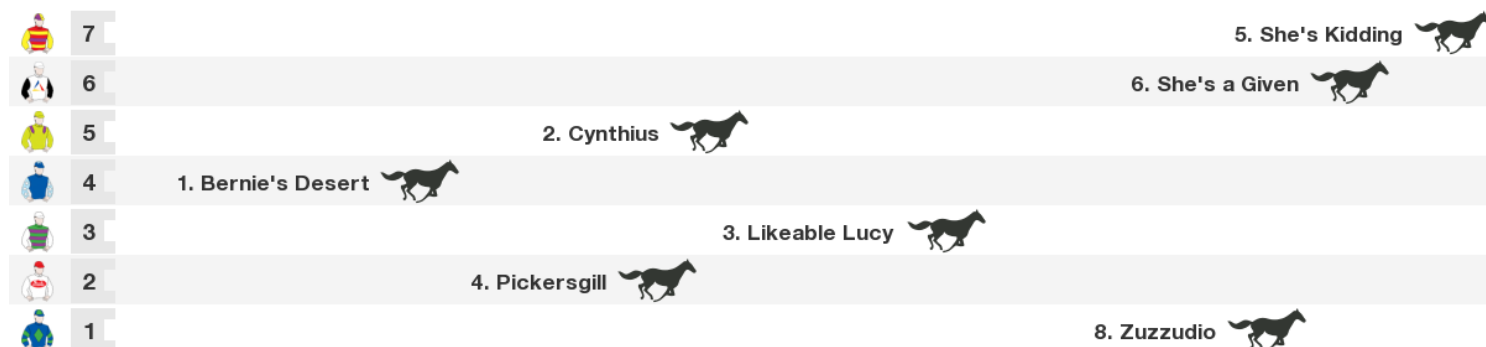 7 5. She's Kidding
6 6. She's a Given
5 2. Cynthius
4 1. Bernie's Desert
3 3. Likeable Lucy
2 4. Pickersgill
1 8. Zuzzudio